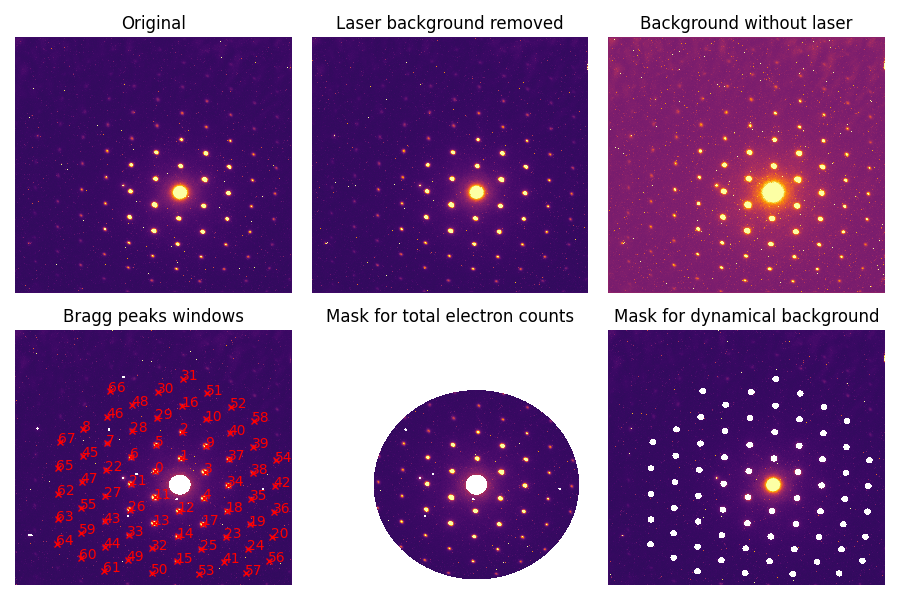 Original
Laser background removed
Background without laser
Bragg peaks windows
Mask for total electron counts
Mask for dynamical background
31
66 30 51
48 16 52
46 29 10 58
8 28 2 40
67 7 5 9 39
45 6 1 37 54
65 22 0 3 38
47 21 34 42
62 27 11 4 35
55 26 12 18 36
63 43 13 17 19
59 33 14 23 20
64 44 32 25 24
60 49 15 41 56
61 50 53 57